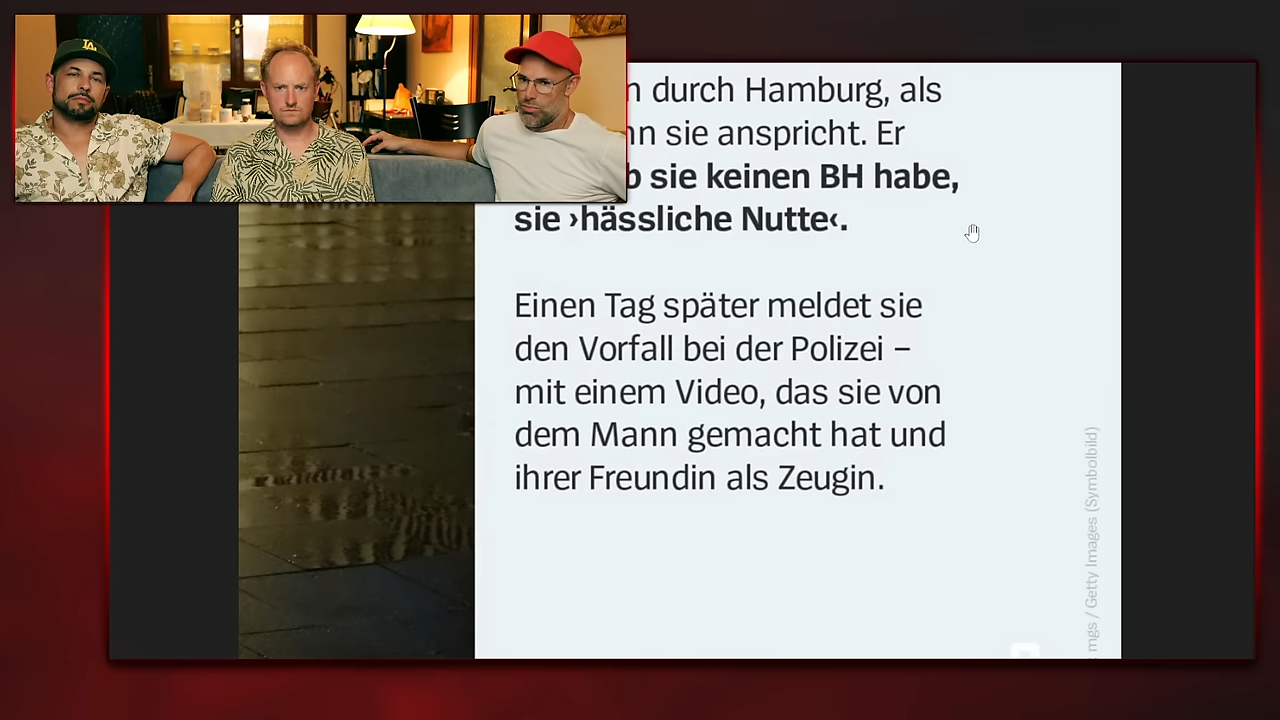 LA
durch Hamburg, als
sie anspricht. Er
sie keinen BH habe,
sie ›hässliche Nutte‹.
Einen Tag später meldet sie
den Vorfall bei der Polizei –
mit einem Video, das sie von
dem Mann gemacht hat und
ihrer Freundin als Zeugin.
mgs / Getty Images (Symbolbild)